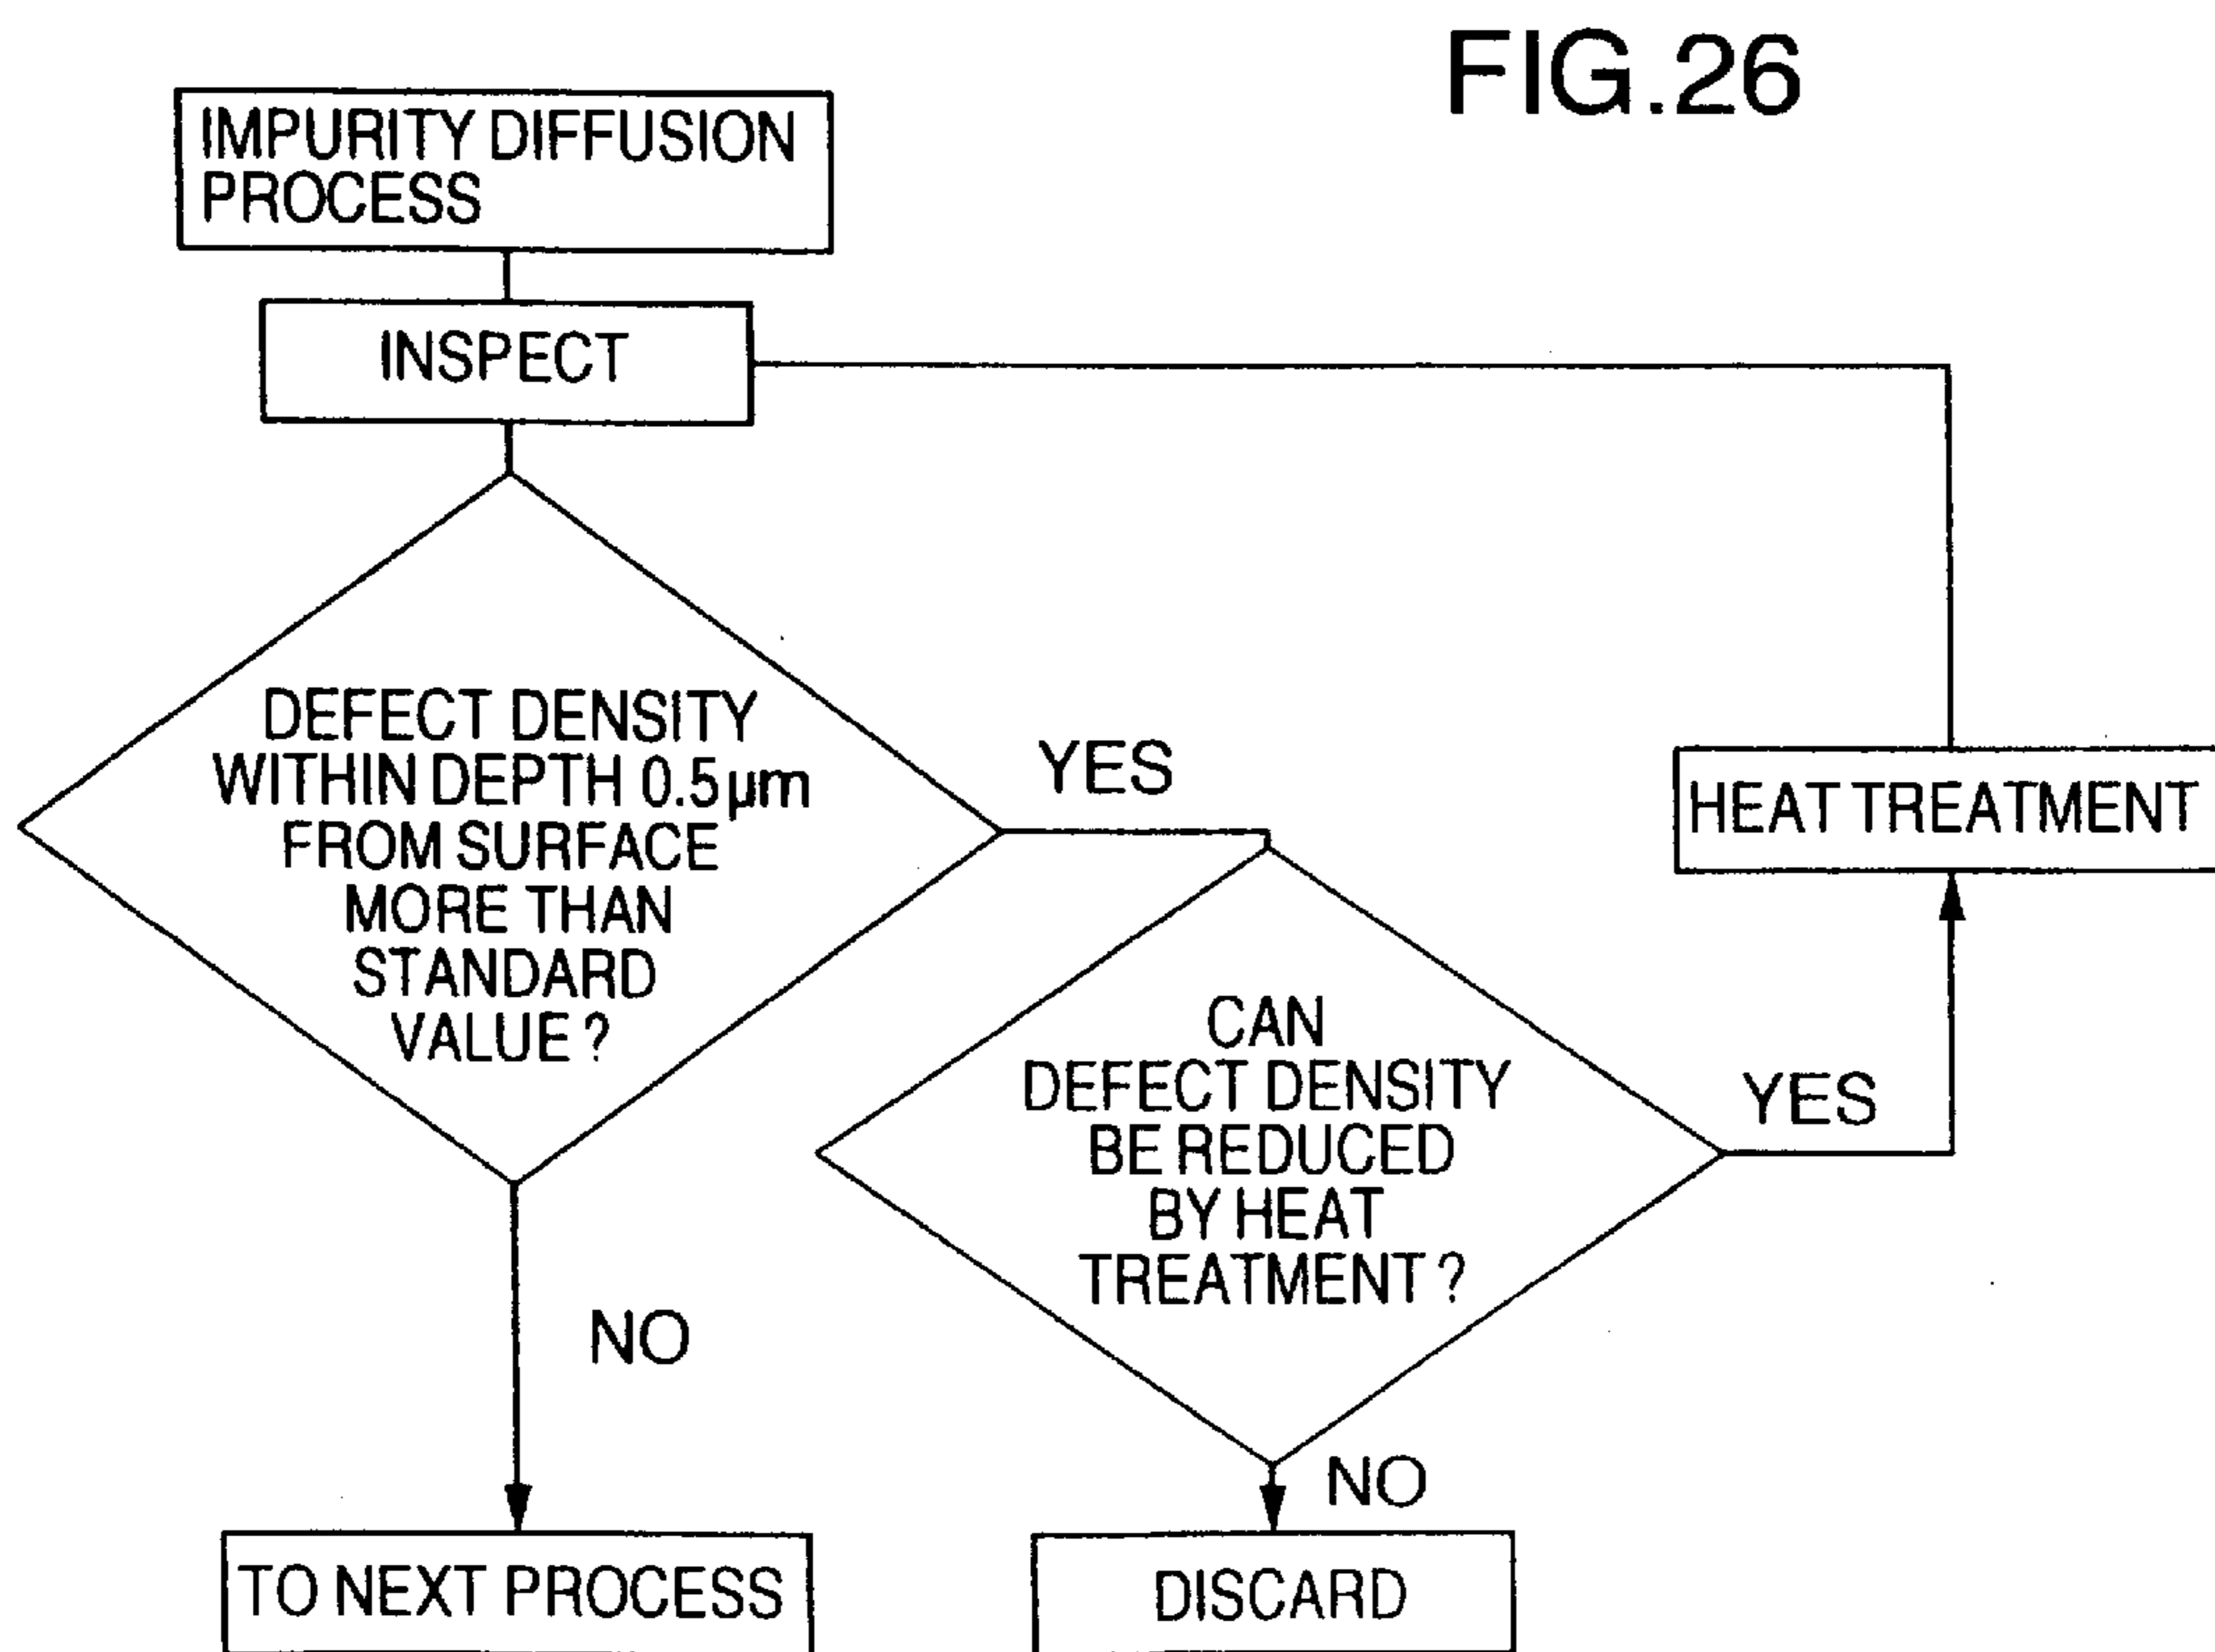 FIG.26
IMPURITY DIFFUSION
PROCESS
INSPECT
DEFECT DENSITY
WITHIN DEPTH 0.5µm
FROM SURFACE
MORE THAN
STANDARD
VALUE?
YES
HEAT TREATMENT
CAN
DEFECT DENSITY
BE REDUCED
BY HEAT
TREATMENT?
YES
NO
NO
TO NEXT PROCESS
DISCARD